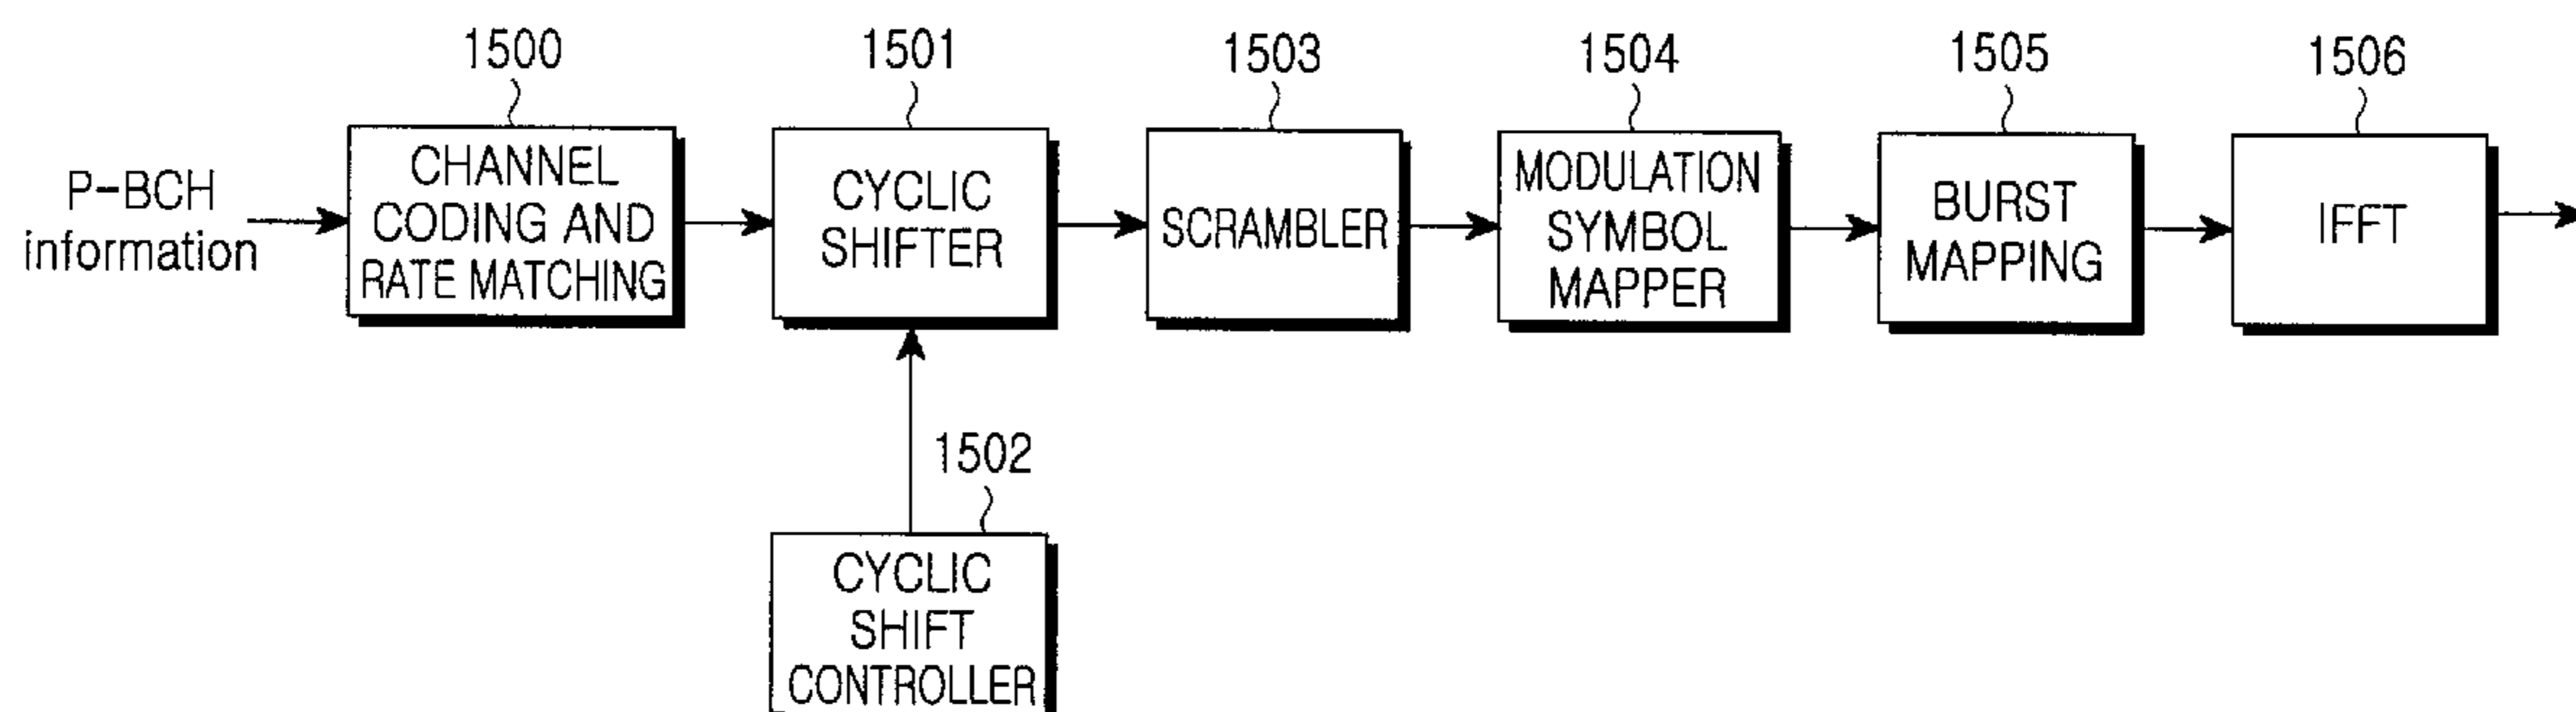 1500
1501
1503
1504
1505
1506
P-BCH
information
CHANNEL
CODING AND
RATE MATCHING
CYCLIC
SHIFTER
SCRAMBLER
MODULATION
SYMBOL
MAPPER
BURST
MAPPING
IFFT
1502
CYCLIC
SHIFT
CONTROLLER